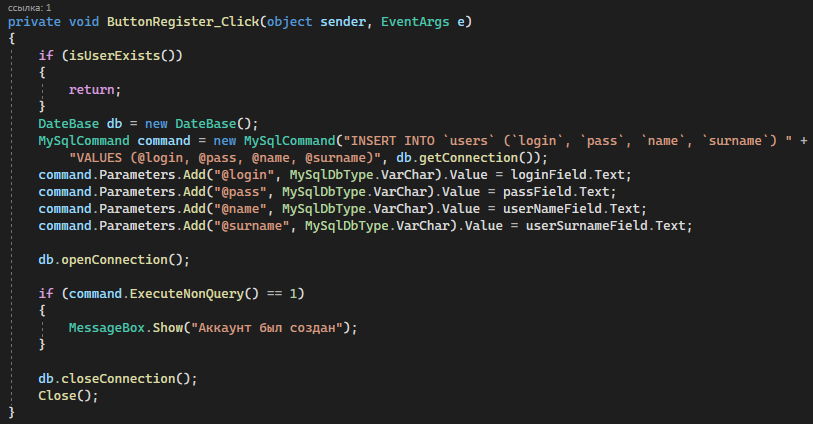 ссылка: 1
private void ButtonRegister_Click(object sender, EventArgs e)
{
if (isUserExists())
{
return;
}
DateBase db = new DateBase();
MySqlCommand command = new MySqlCommand("INSERT INTO `users` (`login`, `pass`, `name`, `surname`) " +
"VALUES (@login, @pass, @name, @surname)", db.getConnection());
command.Parameters.Add("@login", MySqlDbType.VarChar).Value = loginField.Text;
command.Parameters.Add("@pass", MySqlDbType.VarChar).Value = passField.Text;
command.Parameters.Add("@name", MySqlDbType.VarChar).Value = userNameField.Text;
command.Parameters.Add("@surname", MySqlDbType.VarChar).Value = userSurnameField.Text;
db.openConnection();
if (command.ExecuteNonQuery() == 1)
{
MessageBox.Show("Аккаунт был создан");
}
db.closeConnection();
Close();
}